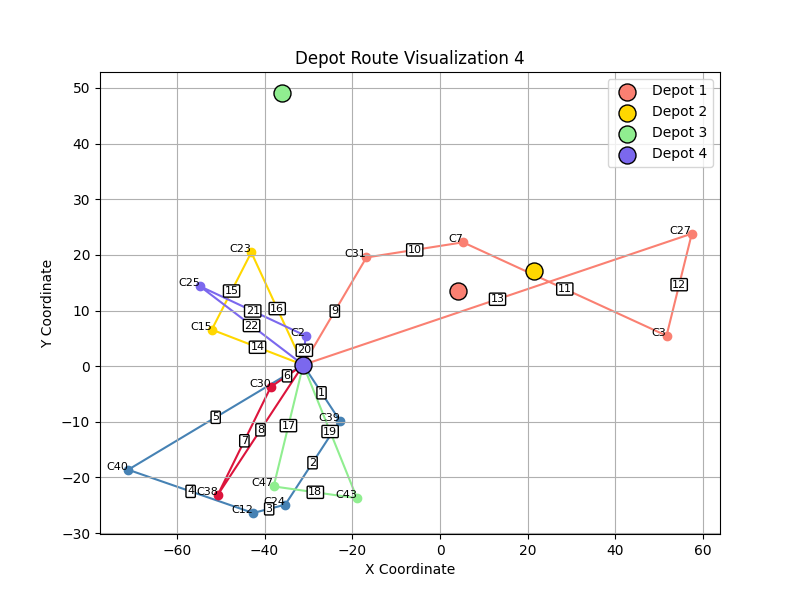 Depot Route Visualization 4
Depot 1
Depot 2
Depot 3
Depot 4
Y Coordinate
50
40
30
20
10
0
−10
−20
−30
C23
C31
C7
C27
C25
C15
C2
C3
C30
C39
C40
C38
C47
C43
C12
C24
1
2
3
4
5
6
7
8
9
10
11
12
13
14
15
16
17
18
19
20
21
22
−60
−40
−20
0
20
40
60
X Coordinate